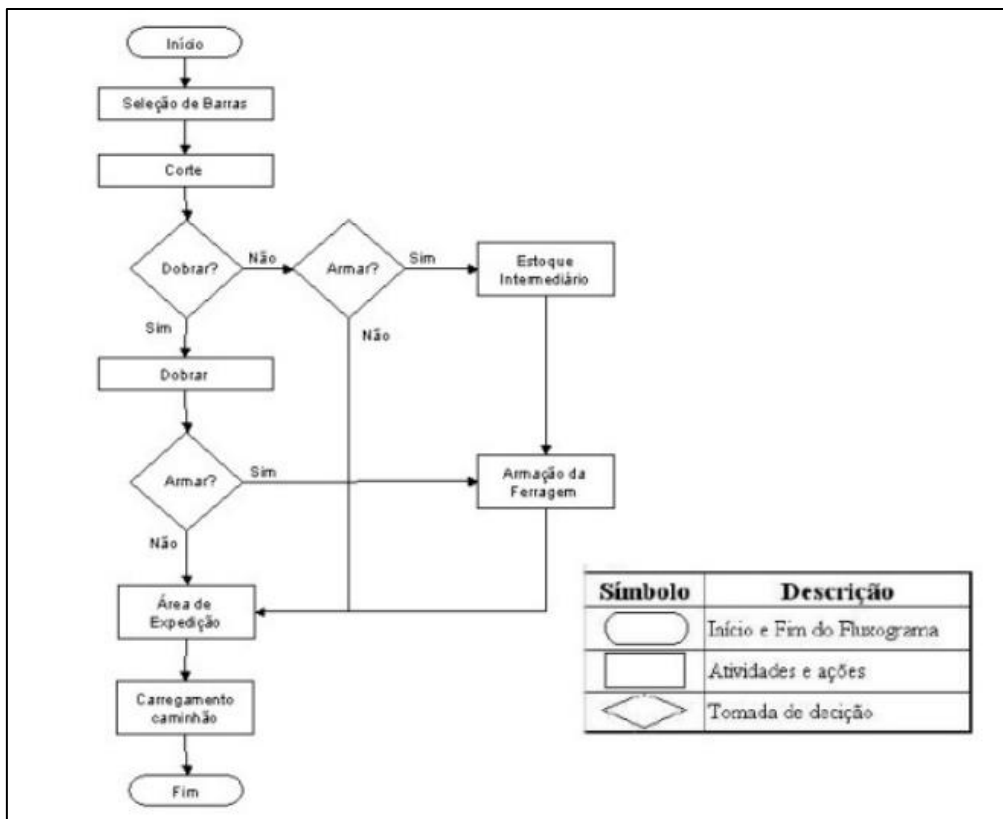 Início
Seleção de Barras
Corte
Dobrar?
Não
Armar?
Sim
Estoque
Intermediário
Sim
Não
Dobrar
Armar?
Sim
Armação da
Ferragem
Não
Área de
Expedição
Carregamento
caminhão
Fim
Símbolo
Descrição
Início e Fim do Fluxograma
Atividades e ações
Tomada de decição